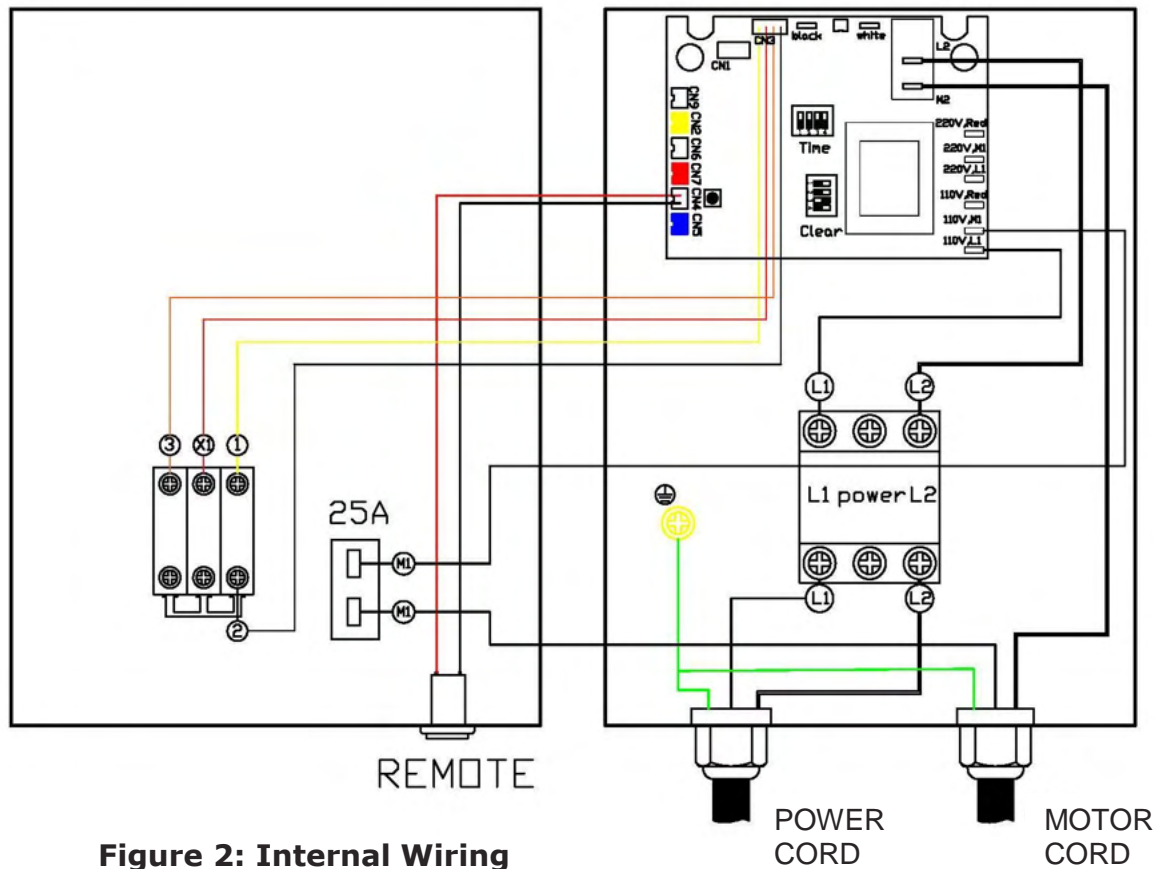 CN3
black
white
L2
CN1
M2
CN9
CN2
CN6
CN7
CN4
CN5
Time
Clear
220V,Red
220V,M1
220V,L1
110V,Red
110V,M1
110V,L1
L1
L2
3
X1
1
25A
L1 power L2
M1
M1
L1
L2
2
REMOTE
POWER
CORD
MOTOR
CORD
Figure 2: Internal Wiring